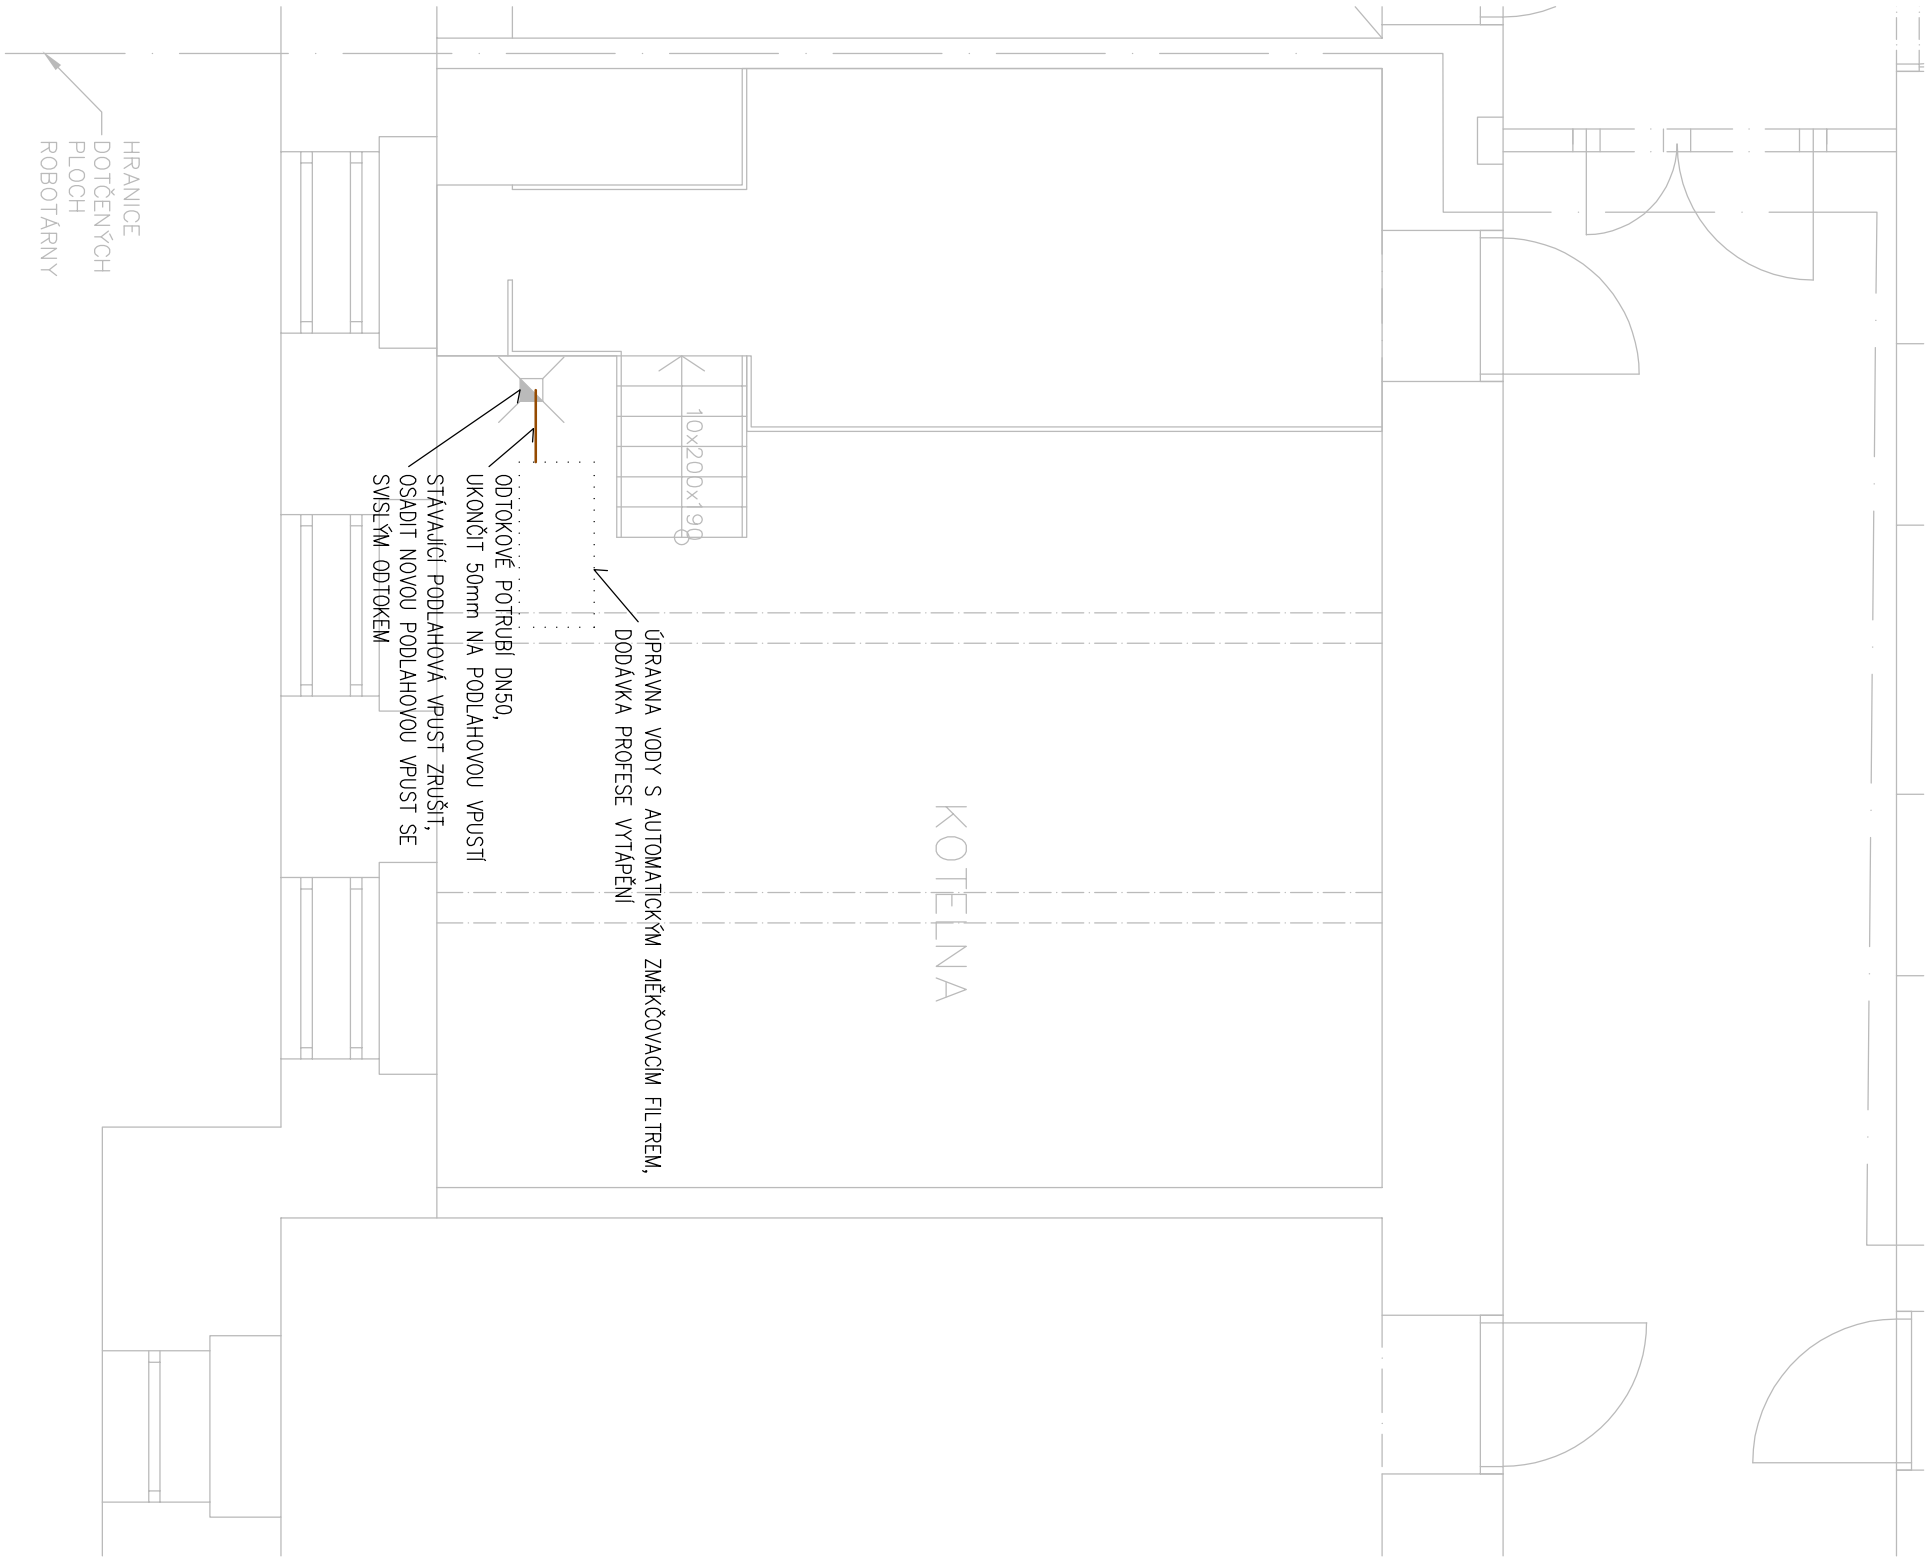 HRANICE
DOTČENÝCH
PLOCH
ROBOTÁRNY
10x200x190
ODTOKOVÉ POTRUBÍ DN50,
UKONČIT 50mm NA PODLAHOVOU VPUSTÍ
STÁVAJÍCÍ PODLAHOVÁ VPUST ZRUŠIT,
OSADIT NOVOU PODLAHOVOU VPUST SE
SVISLÝM ODTOKEM
ÚPRAVNA VODY S AUTOMATICKÝM ZMĚKČOVACÍM FILTREM,
DODÁVKA PROFESE VYTÁPĚNÍ
KOTELNA